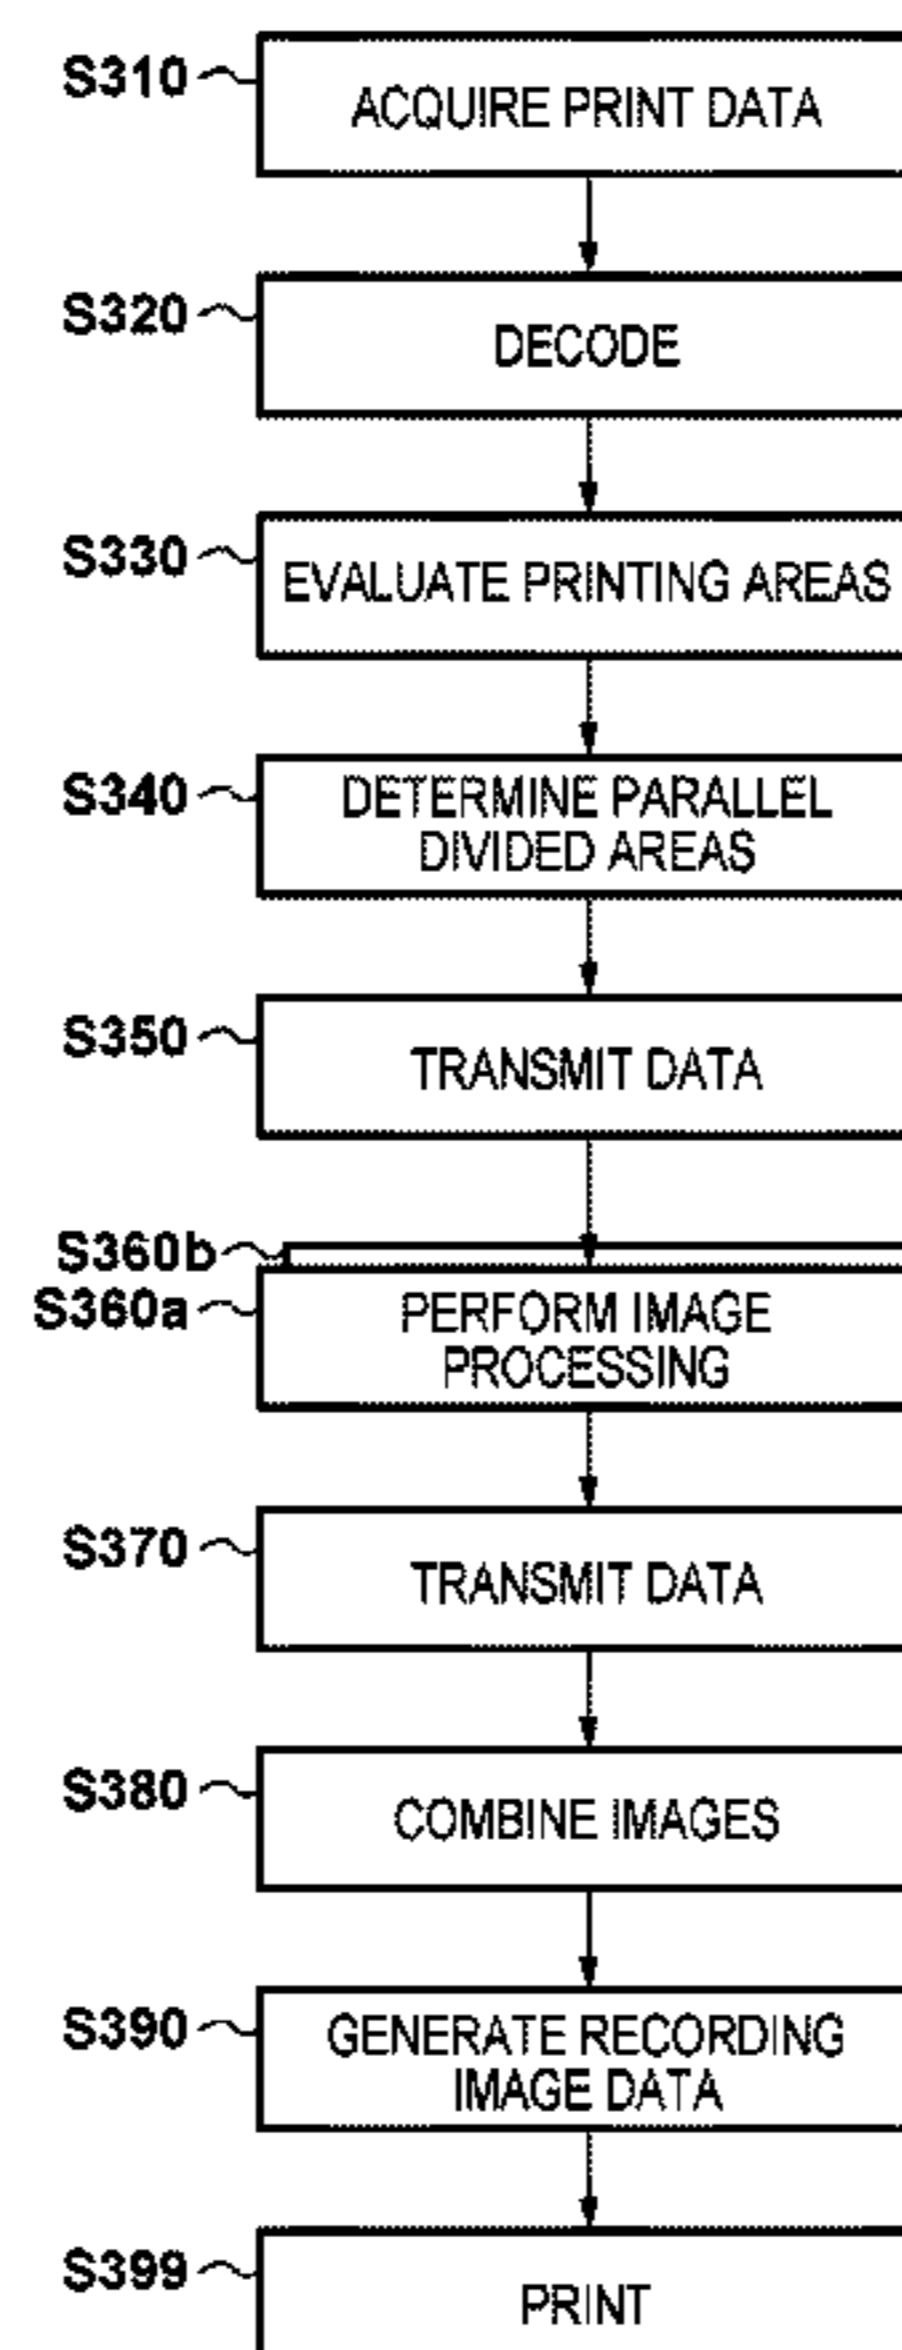 S310
ACQUIRE PRINT DATA
S320
DECODE
S330
EVALUATE PRINTING AREAS
S340
DETERMINE PARALLEL
DIVIDED AREAS
S350
TRANSMIT DATA
S360b
S360a
PERFORM IMAGE
PROCESSING
S370
TRANSMIT DATA
S380
COMBINE IMAGES
S390
GENERATE RECORDING
IMAGE DATA
S399
PRINT